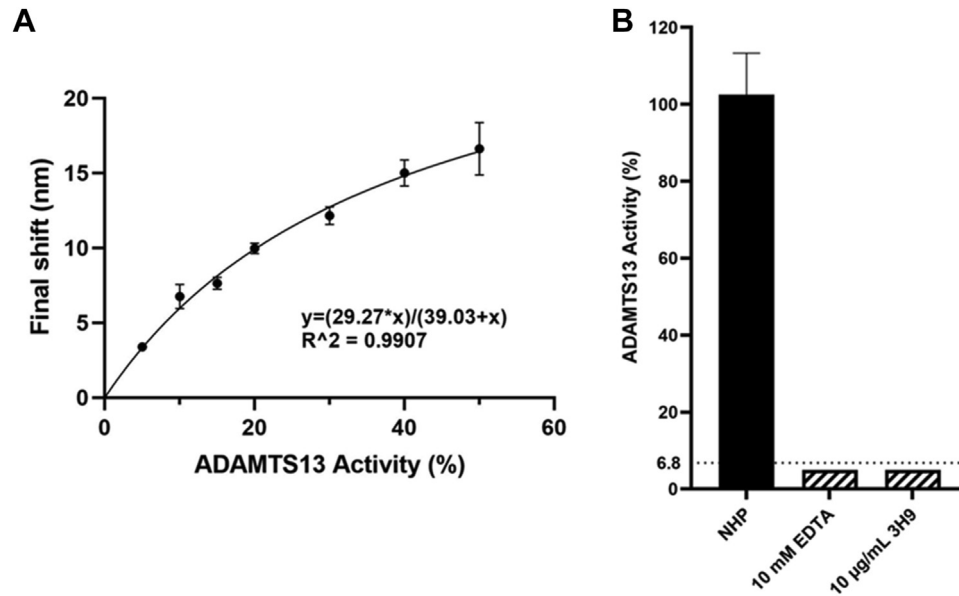 A
20
15
10
5
0
Final shift (nm)
y=(29.27*x)/(39.03+x)
R^2 = 0.9907
0
20
40
60
ADAMTS13 Activity (%)
B
120
100
80
60
40
20
6.8
0
ADAMTS13 Activity (%)
NHP
10 mM EDTA
10 µg/mL 3H9